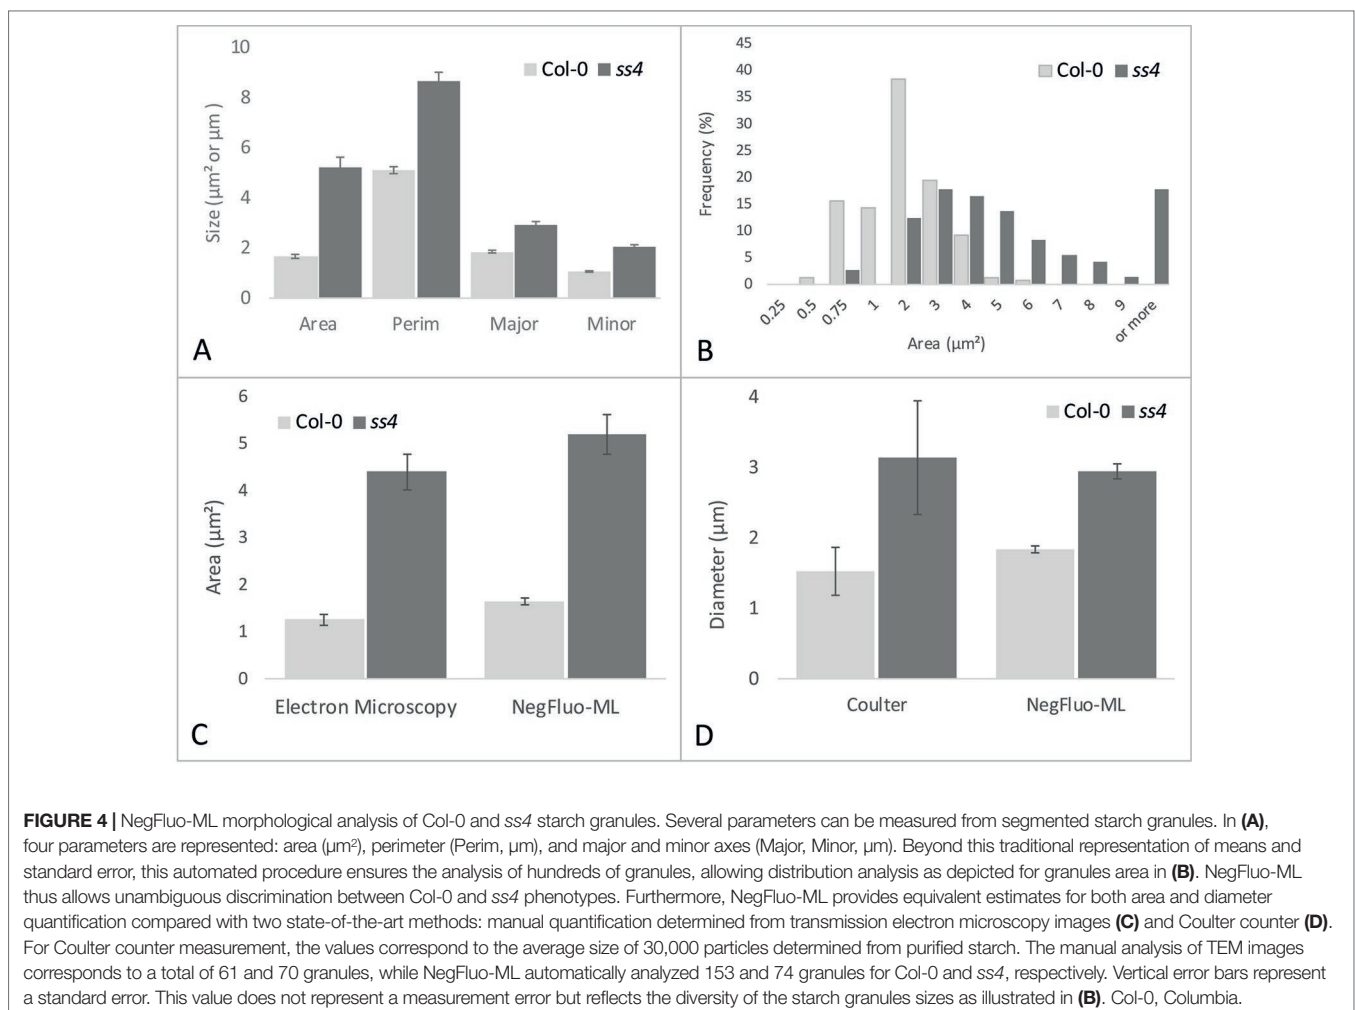 10
8
6
4
2
0
Size (µm² or µm )
Col-0 ss4
Area Perim Major Minor
A
45
40
35
30
25
20
15
10
5
0
Frequency (%)
Col-0 ss4
0.25 0.5 0.75 1 2 3 4 5 6 7 8 9 or more
Area (µm²)
B
6
5
4
3
2
1
0
Area (µm²)
Col-0 ss4
Electron Microscopy NegFluo-ML
C
4
3
2
1
0
Diameter (µm)
Col-0 ss4
Coulter NegFluo-ML
D
FIGURE 4 | NegFluo-ML morphological analysis of Col-0 and ss4 starch granules. Several parameters can be measured from segmented starch granules. In (A),
four parameters are represented: area (µm²), perimeter (Perim, µm), and major and minor axes (Major, Minor, µm). Beyond this traditional representation of means and
standard error, this automated procedure ensures the analysis of hundreds of granules, allowing distribution analysis as depicted for granules area in (B). NegFluo-ML
thus allows unambiguous discrimination between Col-0 and ss4 phenotypes. Furthermore, NegFluo-ML provides equivalent estimates for both area and diameter
quantification compared with two state-of-the-art methods: manual quantification determined from transmission electron microscopy images (C) and Coulter counter (D).
For Coulter counter measurement, the values correspond to the average size of 30,000 particles determined from purified starch. The manual analysis of TEM images
corresponds to a total of 61 and 70 granules, while NegFluo-ML automatically analyzed 153 and 74 granules for Col-0 and ss4, respectively. Vertical error bars represent
a standard error. This value does not represent a measurement error but reflects the diversity of the starch granules sizes as illustrated in (B). Col-0, Columbia.